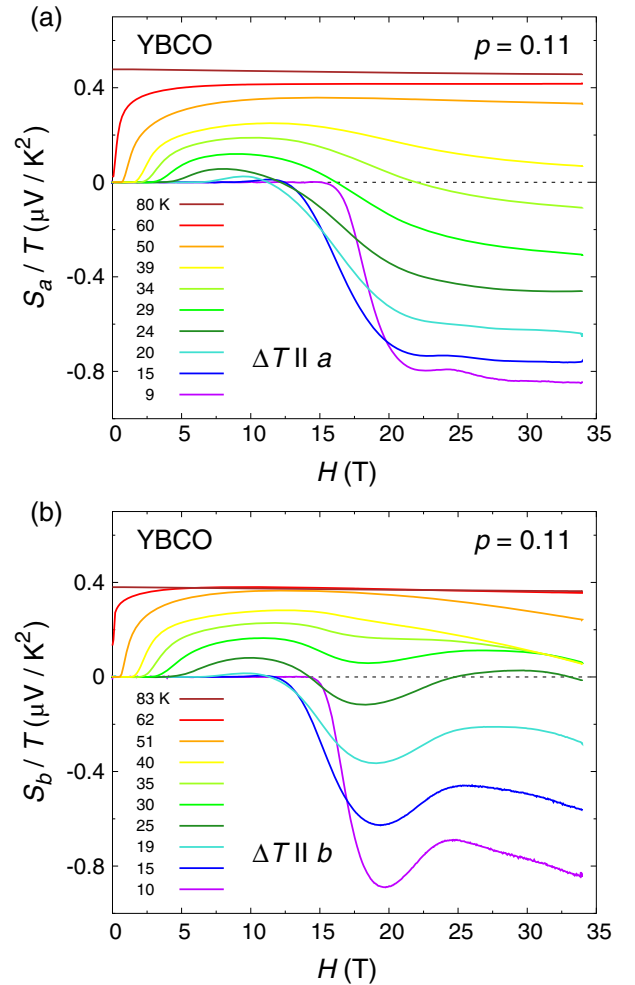 (a)
YBCO p = 0.11
0.4
0
-0.4
-0.8
S_a / T (μV / K²)
80 K
60
50
39
34
29
24
20
15
9
ΔT || a
0 5 10 15 20 25 30 35
H (T)
(b)
YBCO p = 0.11
0.4
0
-0.4
-0.8
S_b / T (μV / K²)
83 K
62
51
40
35
30
25
19
15
10
ΔT || b
0 5 10 15 20 25 30 35
H (T)